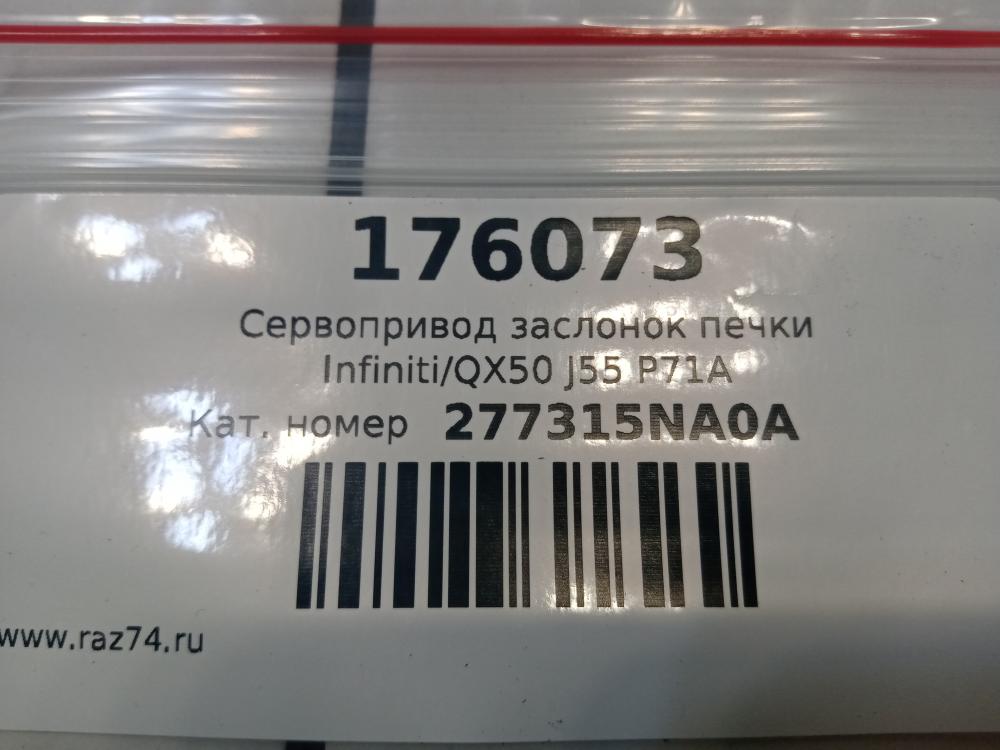 176073
Сервопривод заслонок печки
Infiniti/QX50 J55 P71A
Кат. номер 277315NA0A
www.raz74.ru